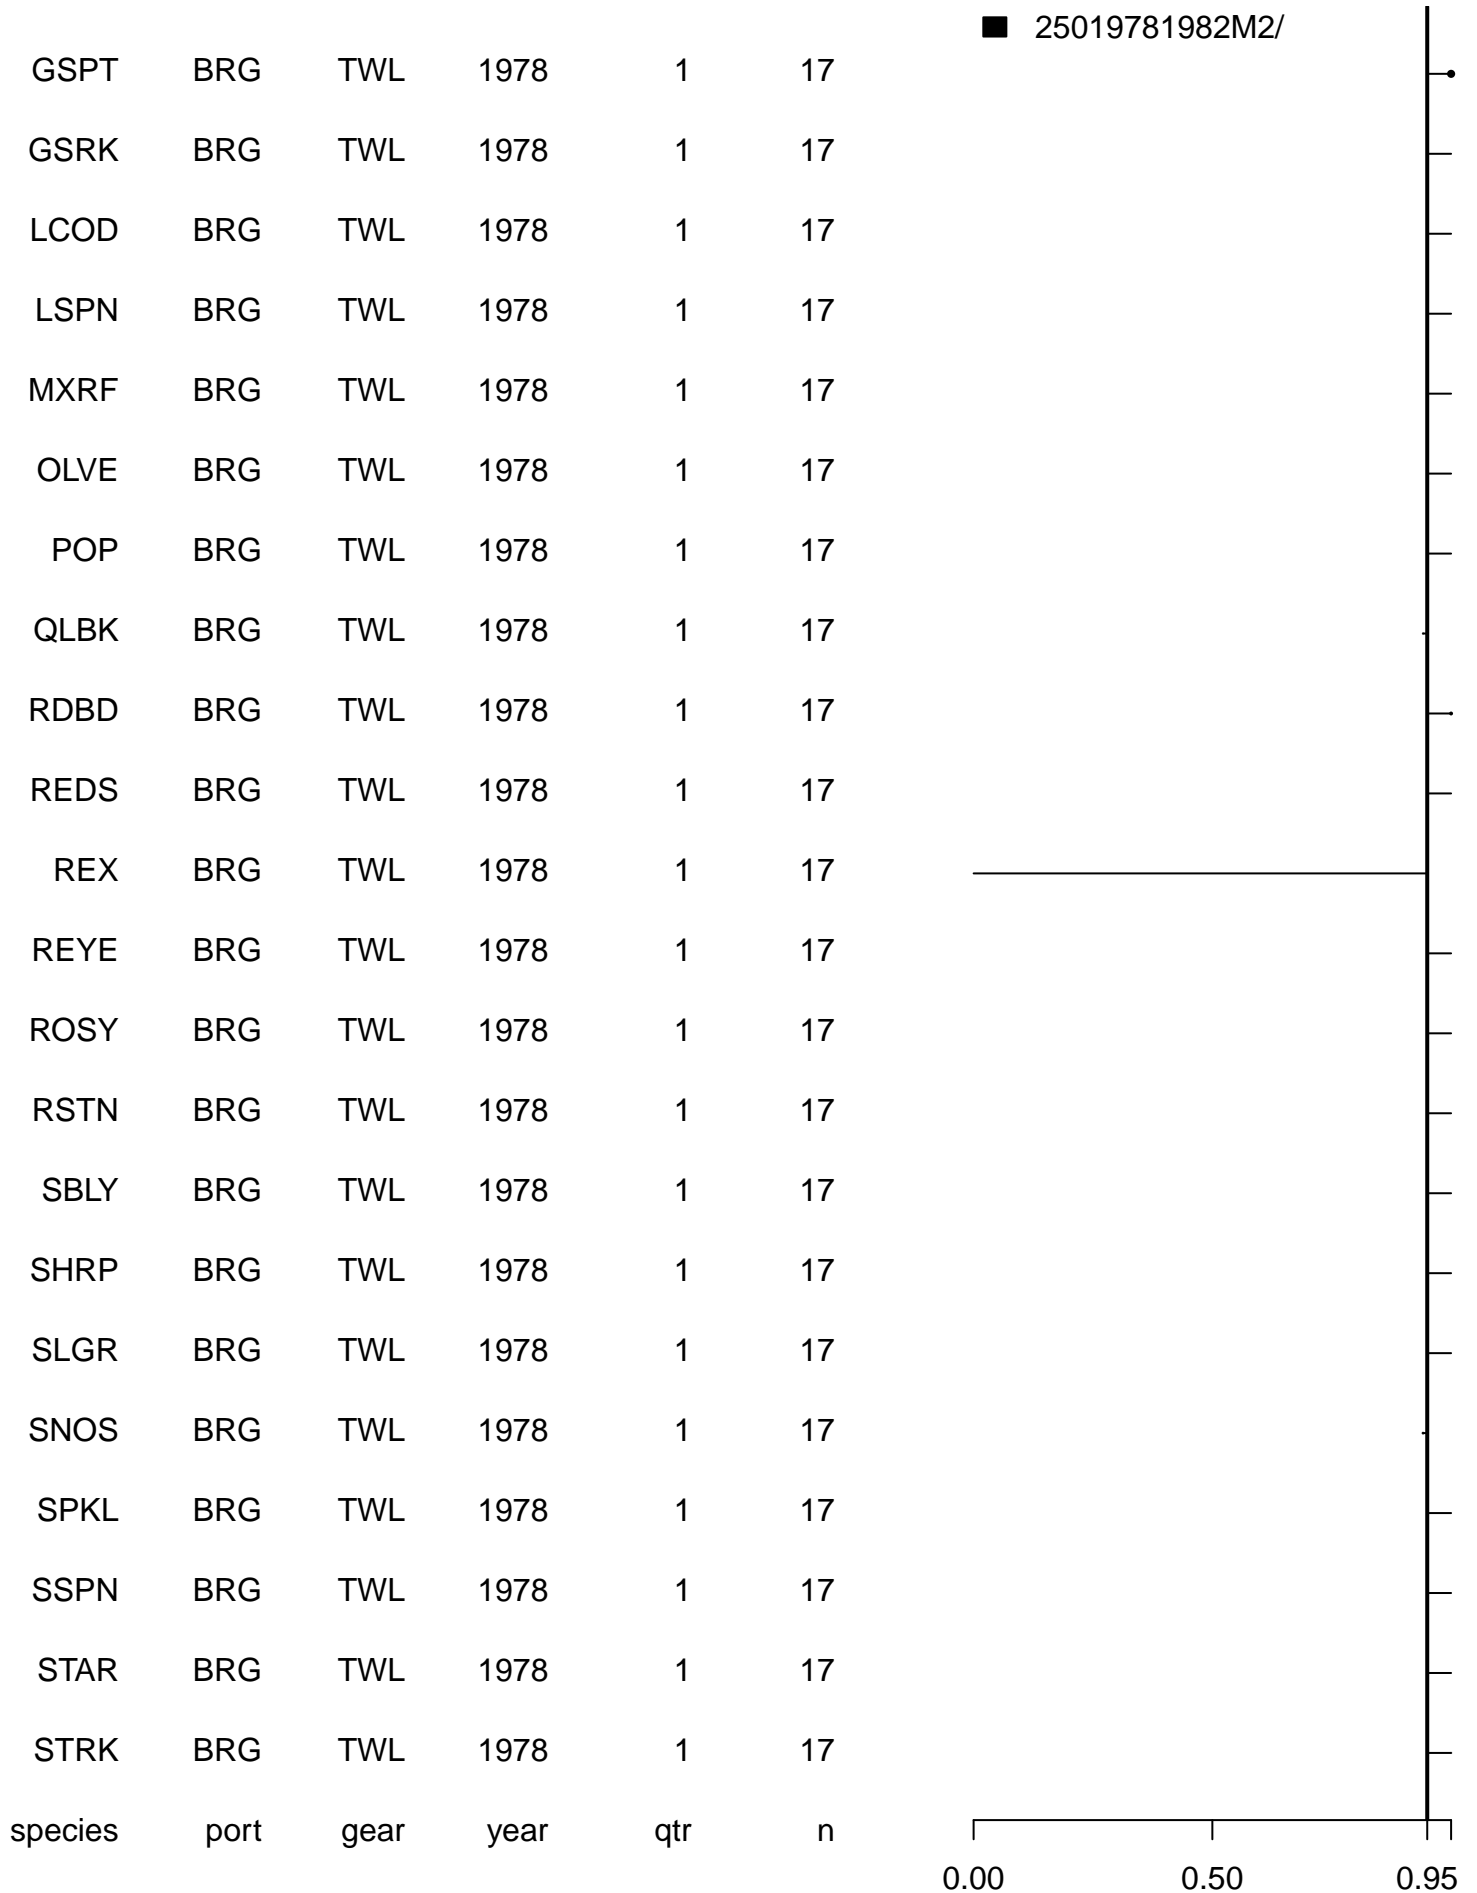 25019781982M2/
GSPT BRG TWL 1978 1 17
GSRK BRG TWL 1978 1 17
LCOD BRG TWL 1978 1 17
LSPN BRG TWL 1978 1 17
MXRF BRG TWL 1978 1 17
OLVE BRG TWL 1978 1 17
POP BRG TWL 1978 1 17
QLBK BRG TWL 1978 1 17
RDBD BRG TWL 1978 1 17
REDS BRG TWL 1978 1 17
REX BRG TWL 1978 1 17
REYE BRG TWL 1978 1 17
ROSY BRG TWL 1978 1 17
RSTN BRG TWL 1978 1 17
SBLY BRG TWL 1978 1 17
SHRP BRG TWL 1978 1 17
SLGR BRG TWL 1978 1 17
SNOS BRG TWL 1978 1 17
SPKL BRG TWL 1978 1 17
SSPN BRG TWL 1978 1 17
STAR BRG TWL 1978 1 17
STRK BRG TWL 1978 1 17
species port gear year qtr n
0.00 0.50 0.95